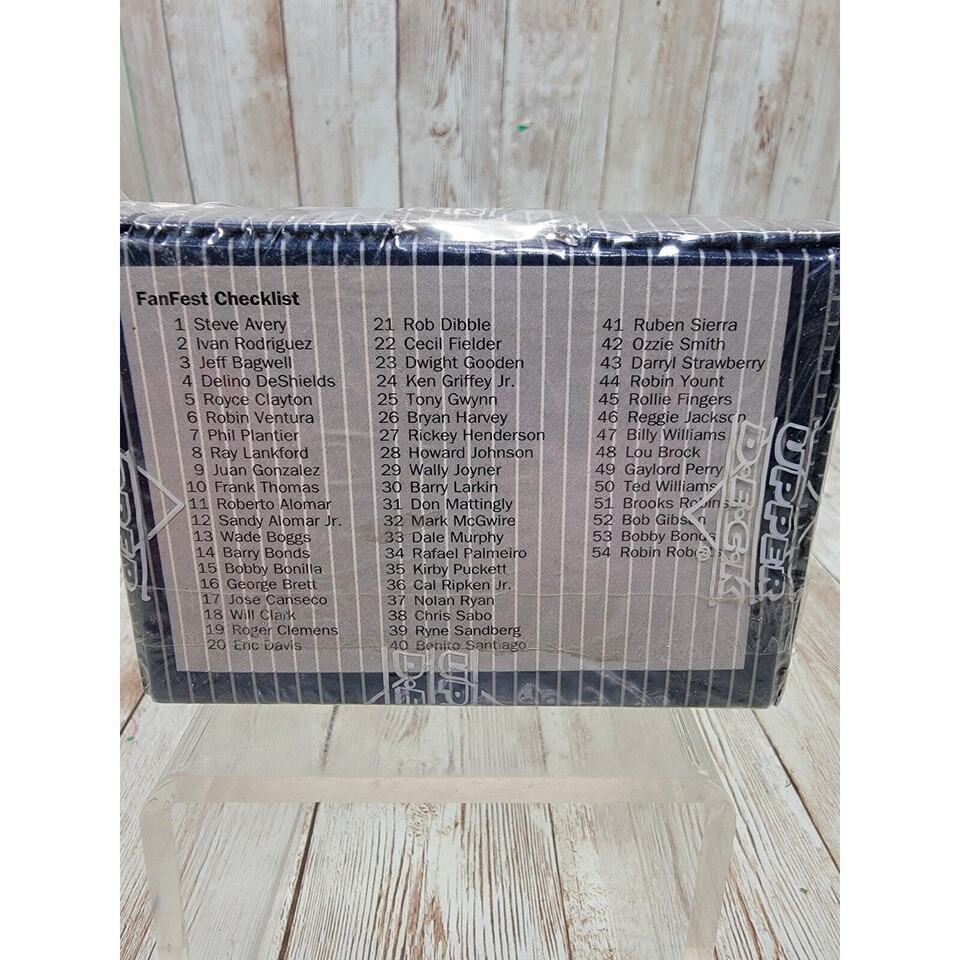 FanFest Checklist
1 Steve Avery
2 Ivan Rodriguez
3 Jeff Bagwell
4 Delino DeShields
5 Royce Clayton
6 Robin Ventura
7 Phil Plantier
8 Ray Lankford
9 Juan Gonzalez
10 Frank Thomas
11 Roberto Alomar
12 Sandy Alomar Jr.
13 Wade Boggs
14 Barry Bonds
15 Bobby Bonilla
16 George Brett
17 Jose Canseco
18 Will Clark
19 Roger Clemens
20 Eric Davis
21 Rob Dibble
22 Cecil Fielder
23 Dwight Gooden
24 Ken Griffey Jr.
25 Tony Gwynn
26 Bryan Harvey
27 Rickey Henderson
28 Howard Johnson
29 Wally Joyner
30 Barry Larkin
31 Don Mattingly
32 Mark McGwire
33 Dale Murphy
34 Rafael Palmeiro
35 Kirby Puckett
36 Cal Ripken Jr.
37 Nolan Ryan
38 Chris Sabo
39 Ryne Sandberg
40 Benito Santiago
41 Ruben Sierra
42 Ozzie Smith
43 Darryl Strawberry
44 Robin Yount
45 Rollie Fingers
46 Reggie Jackson
47 Billy Williams
48 Lou Brock
49 Gaylord Perry
50 Ted Williams
51 Brooks Robinson
52 Bob Gibson
53 Bobby Bonds
54 Robin Roberts
UPPER
DECK